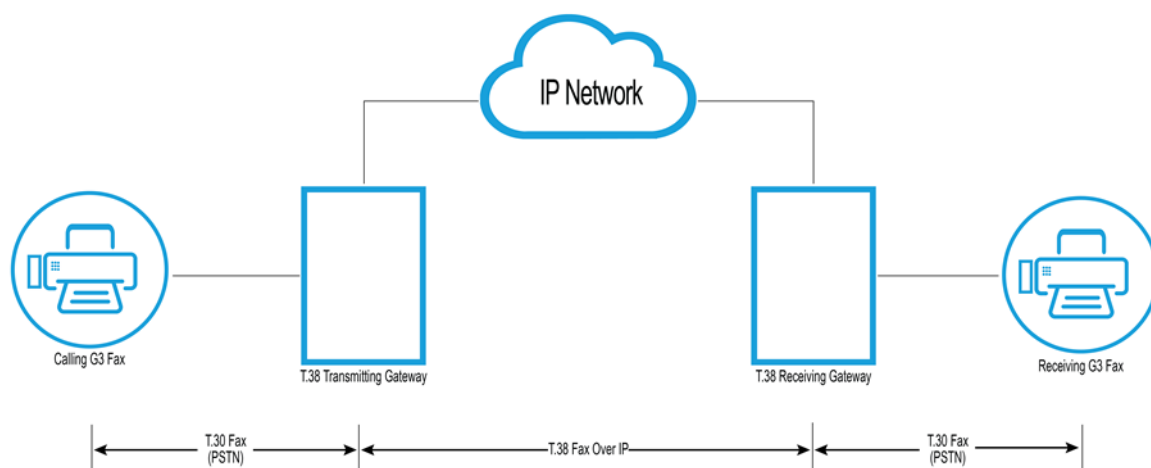 IP Network
Calling G3 Fax
T.38 Transmitting Gateway
T.38 Receiving Gateway
Receiving G3 Fax
T.30 Fax
(PSTN)
T.38 Fax Over IP
T.30 Fax
(PSTN)